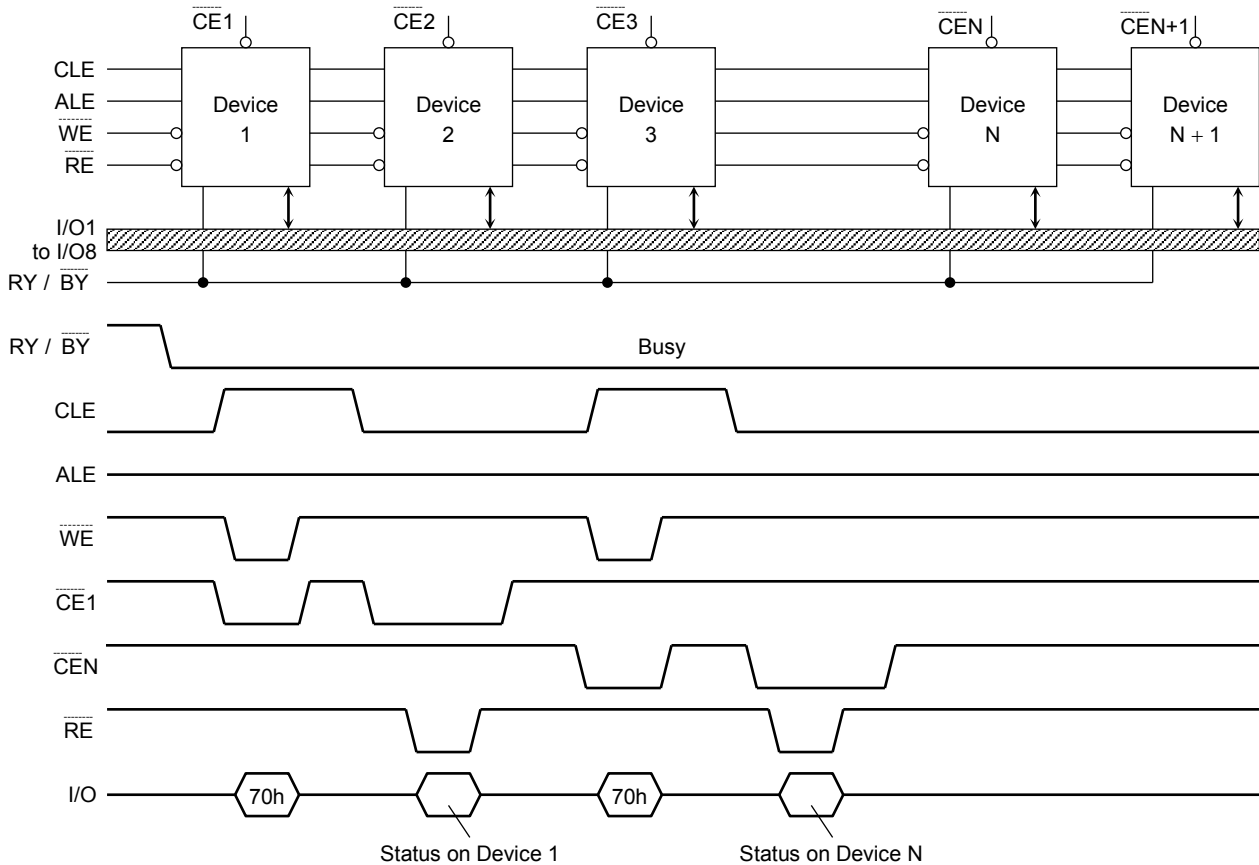 CE1
CE2
CE3
CEN
CEN+1
CLE
ALE
WE
RE
Device
1
Device
2
Device
3
Device
N
Device
N + 1
I/O1
to I/O8
RY / BY
RY / BY
Busy
CLE
ALE
WE
CE1
CEN
RE
I/O
70h
70h
Status on Device 1
Status on Device N